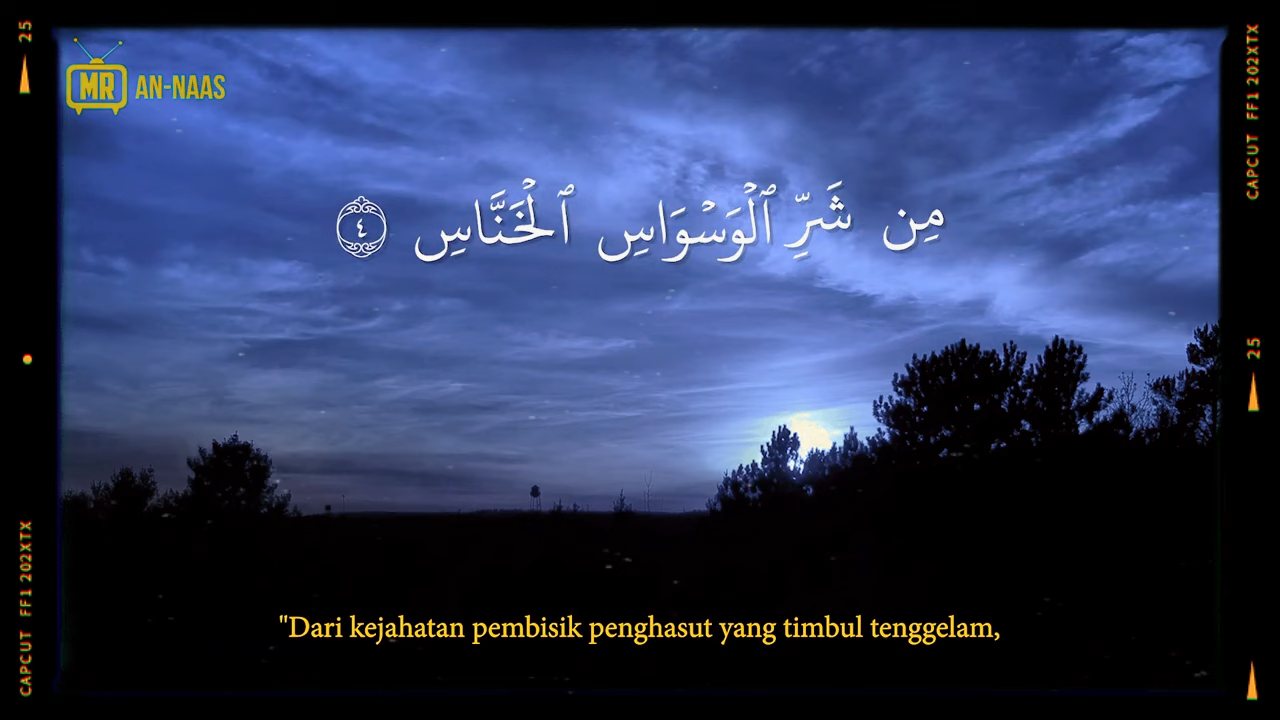 25
MR AN-NAAS
CAPCUT FF1 202XTX
مِن شَرِّ ٱلْوَسْوَاسِ ٱلْخَنَّاسِ ٤
25
CAPCUT FF1 202XTX
"Dari kejahatan pembisik penghasut yang timbul tenggelam,